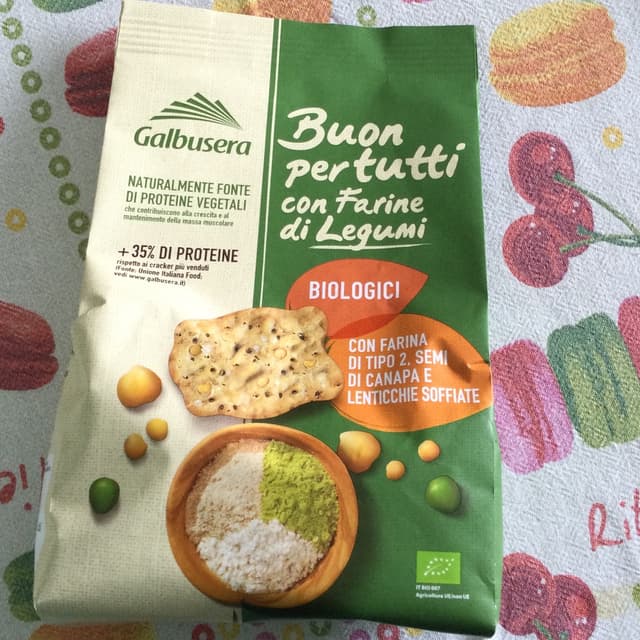 Galbusera
NATURALMENTE FONTE
DI PROTEINE VEGETALI
che contribuiscono alla crescita e al
mantenimento della massa muscolare
+ 35% DI PROTEINE
rispetto ai cracker più venduti
(Fonte: Unione Italiana Food;
vedi www.galbusera.it)
Buon
per tutti
con Farine
di Legumi
BIOLOGICI
CON FARINA
DI TIPO 2, SEMI
DI CANAPA E
LENTICCHIE SOFFIATE
IT BIO 007
Agricoltura UE/non UE
Rit